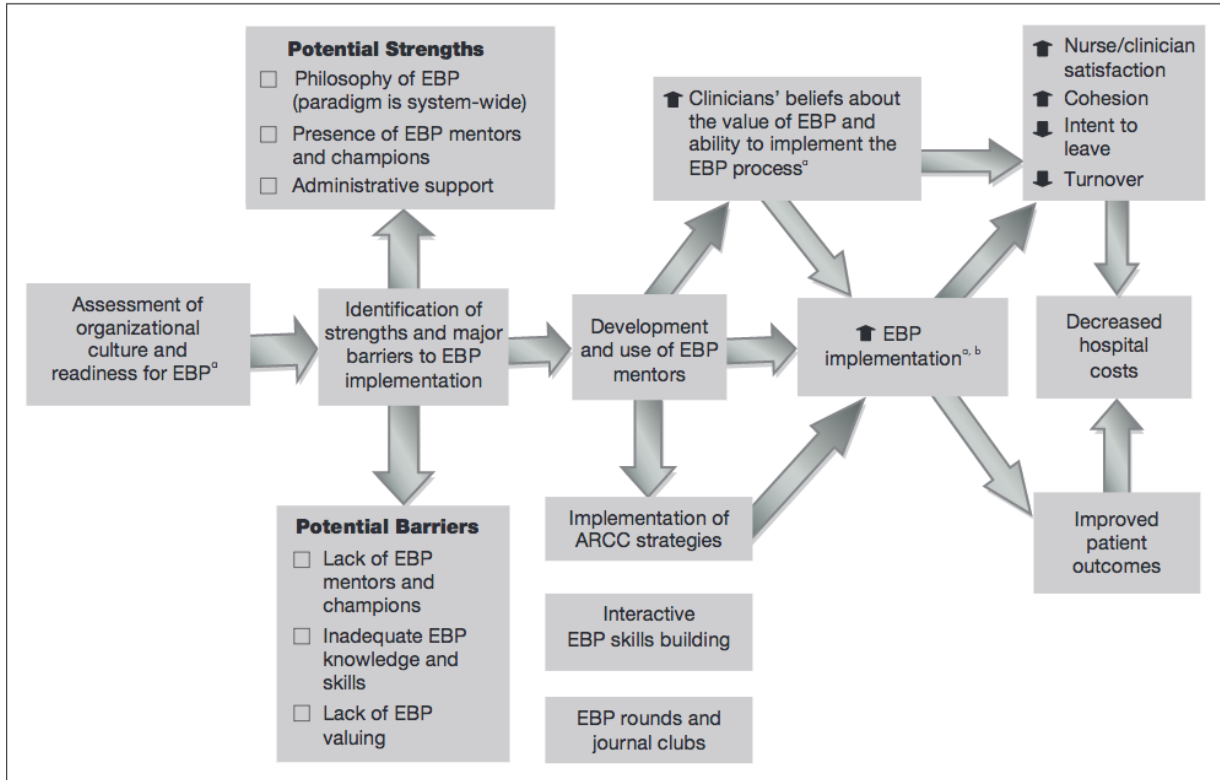 Potential Strengths
☐ Philosophy of EBP
(paradigm is system-wide)
☐ Presence of EBP mentors
and champions
☐ Administrative support
Assessment of
organizational
culture and
readiness for EBPᵅ
Identification of
strengths and major
barriers to EBP
implementation
Potential Barriers
☐ Lack of EBP
mentors and
champions
☐ Inadequate EBP
knowledge and
skills
☐ Lack of EBP
valuing
Development
and use of EBP
mentors
Clinicians’ beliefs about
the value of EBP and
ability to implement the
EBP processᵅ
Implementation of
ARCC strategies
Interactive
EBP skills building
EBP rounds and
journal clubs
EBP
implementationᵅ, ᵇ
Nurse/clinician
satisfaction
Cohesion
Intent to
leave
Turnover
Decreased
hospital
costs
Improved
patient
outcomes